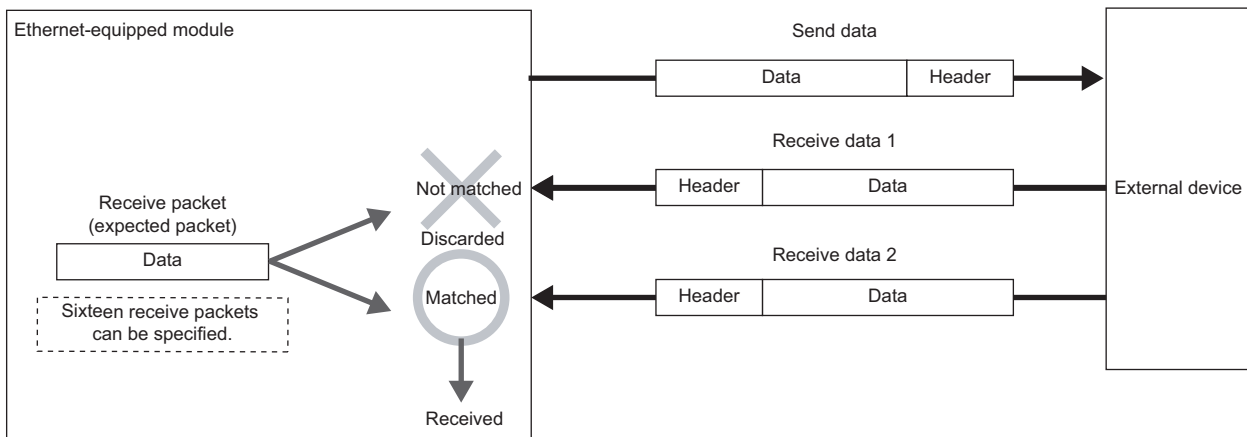 Ethernet-equipped module
Send data
Data
Header
Receive data 1
Header
Data
Not matched
Discarded
External device
Receive packet
(expected packet)
Data
Sixteen receive packets
can be specified.
Receive data 2
Header
Data
Matched
Received